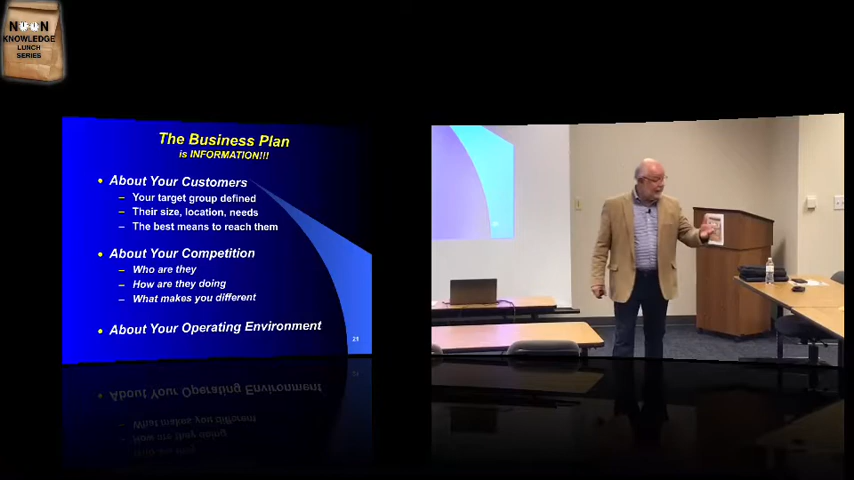 NOON
KNOWLEDGE
LUNCH
SERIES
The Business Plan
is INFORMATION!!!
• About Your Customers
– Your target group defined
– Their size, location, needs
– The best means to reach them
• About Your Competition
– Who are they
– How are they doing
– What makes you different
• About Your Operating Environment
21